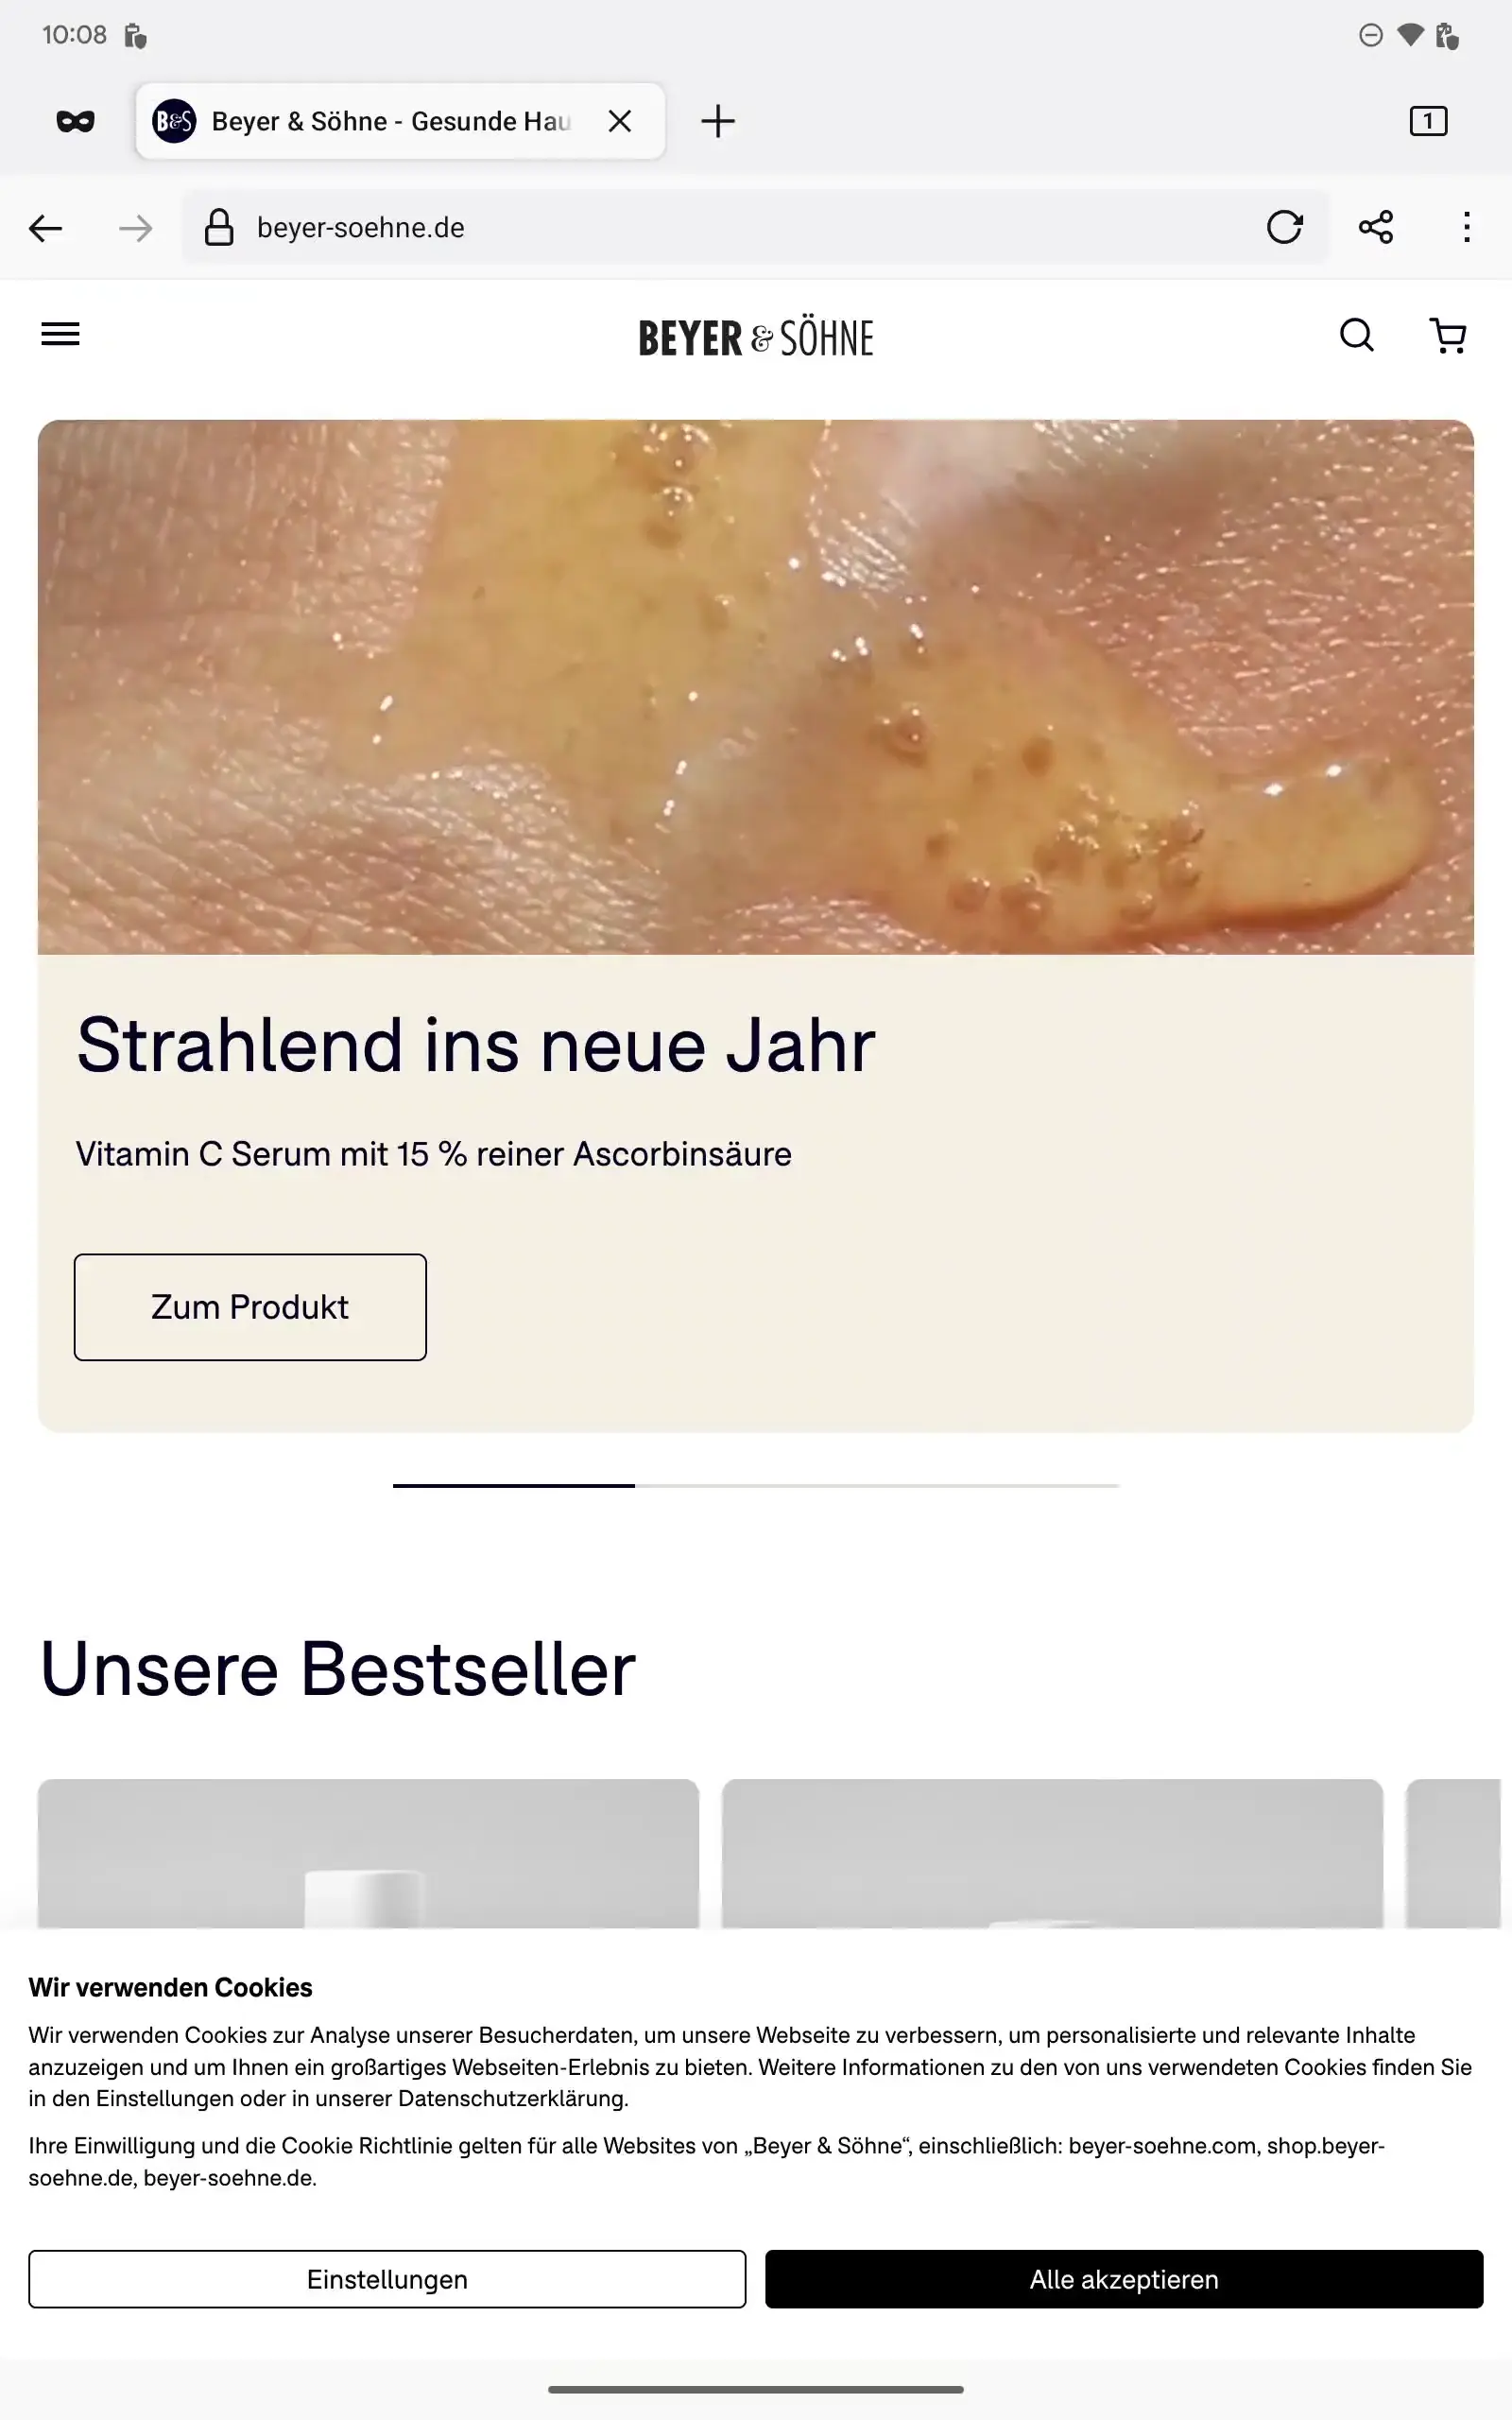 10:08
B&S Beyer & Söhne - Gesunde Hau
1
beyer-soehne.de
BEYER & SÖHNE
Strahlend ins neue Jahr
Vitamin C Serum mit 15 % reiner Ascorbinsäure
Zum Produkt
Unsere Bestseller
Wir verwenden Cookies
Wir verwenden Cookies zur Analyse unserer Besucherdaten, um unsere Webseite zu verbessern, um personalisierte und relevante Inhalte
anzuzeigen und um Ihnen ein großartiges Webseiten-Erlebnis zu bieten. Weitere Informationen zu den von uns verwendeten Cookies finden Sie
in den Einstellungen oder in unserer Datenschutzerklärung.
Ihre Einwilligung und die Cookie Richtlinie gelten für alle Websites von „Beyer & Söhne“, einschließlich: beyer-soehne.com, shop.beyer-
soehne.de, beyer-soehne.de.
Einstellungen
Alle akzeptieren